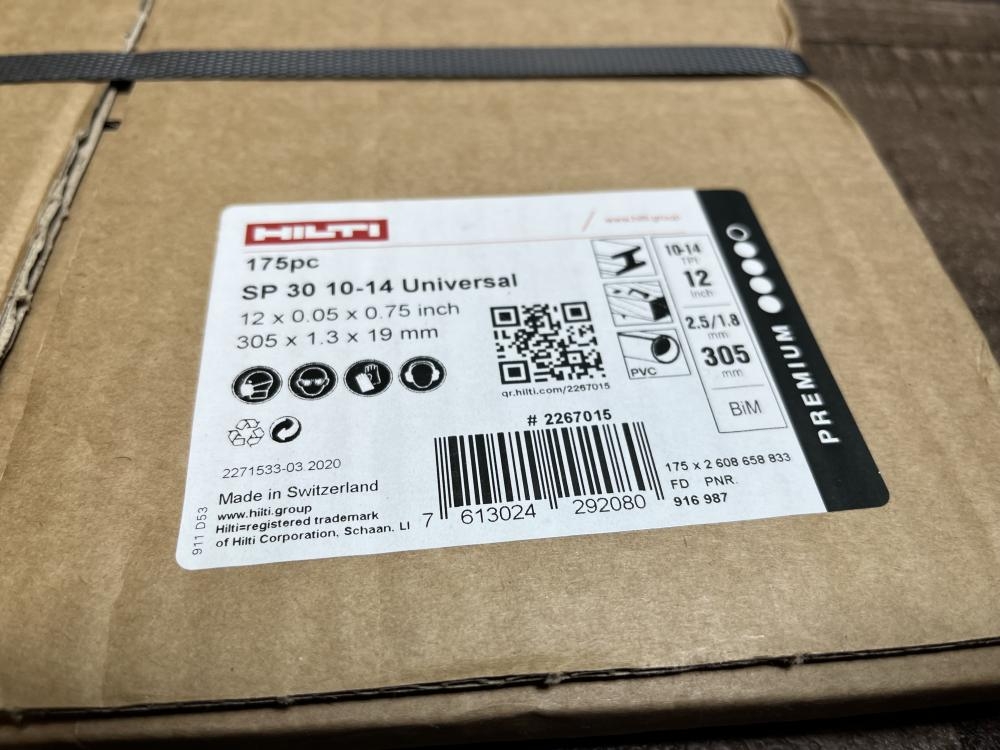 HILTI
www.hilti.group
175pc
SP 30 10-14 Universal
12 x 0.05 x 0.75 inch
305 x 1.3 x 19 mm
qr.hilti.com/2267015
PVC
10-14
TPI
12
inch
2.5/1.8
mm
305
mm
BiM
PREMIUM
# 2267015
7 613024 292080
175 x 2 608 658 833
FD PNR.
916 987
2271533-03.2020
Made in Switzerland
www.hilti.group
Hilti=registered trademark
of Hilti Corporation, Schaan, LI
911 D53